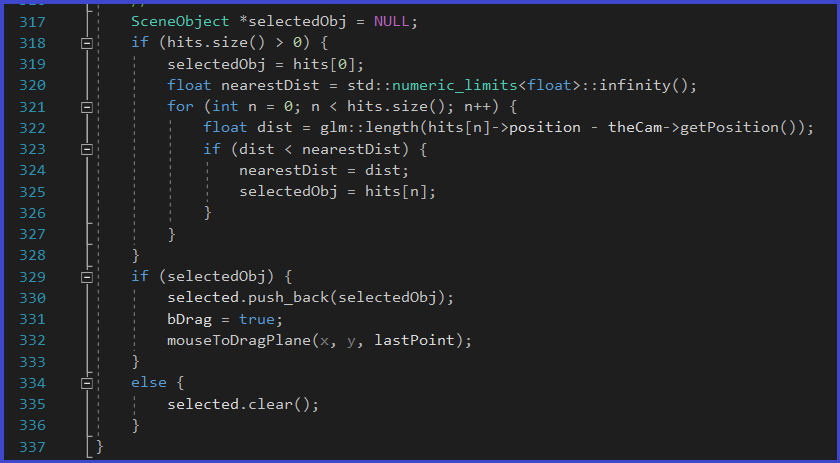 317 SceneObject *selectedObj = NULL;
318 if (hits.size() > 0) {
319 selectedObj = hits[0];
320 float nearestDist = std::numeric_limits<float>::infinity();
321 for (int n = 0; n < hits.size(); n++) {
322 float dist = glm::length(hits[n]->position - theCam->getPosition());
323 if (dist < nearestDist) {
324 nearestDist = dist;
325 selectedObj = hits[n];
326 }
327 }
328 }
329 if (selectedObj) {
330 selected.push_back(selectedObj);
331 bDrag = true;
332 mouseToDragPlane(x, y, lastPoint);
333 }
334 else {
335 selected.clear();
336 }
337 }